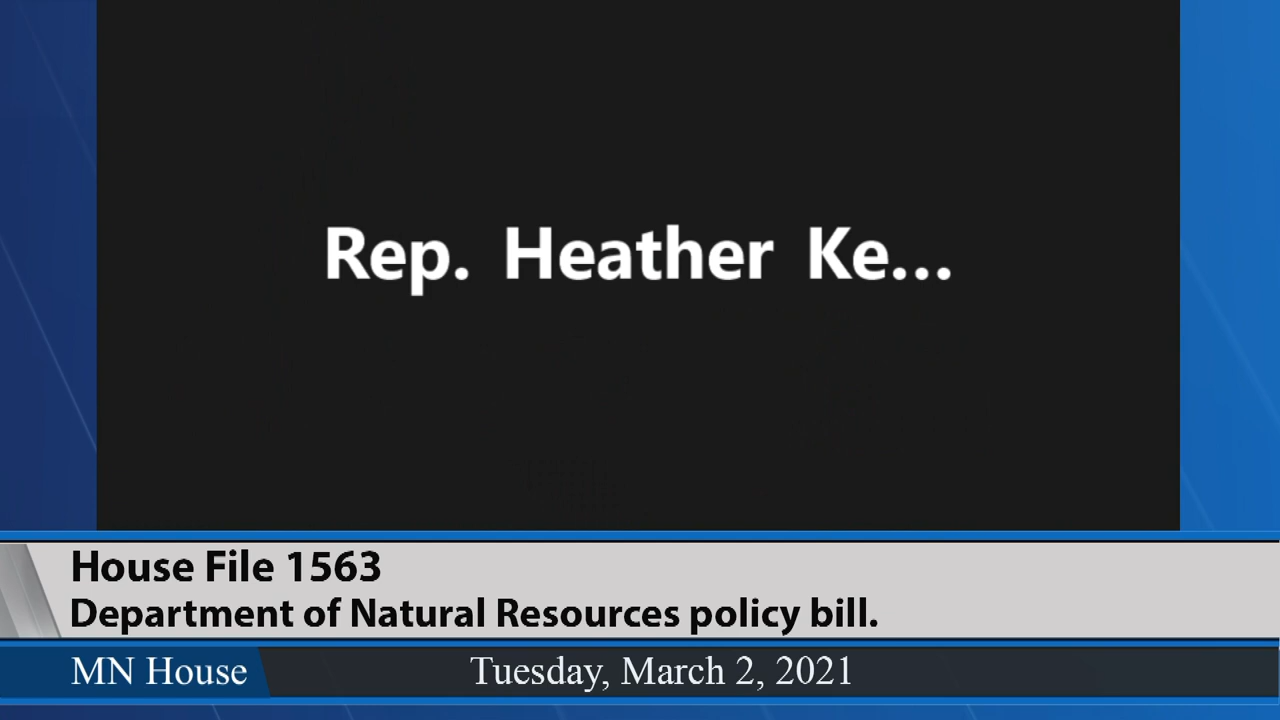 Rep. Heather Ke...
House File 1563
Department of Natural Resources policy bill.
MN House
Tuesday, March 2, 2021